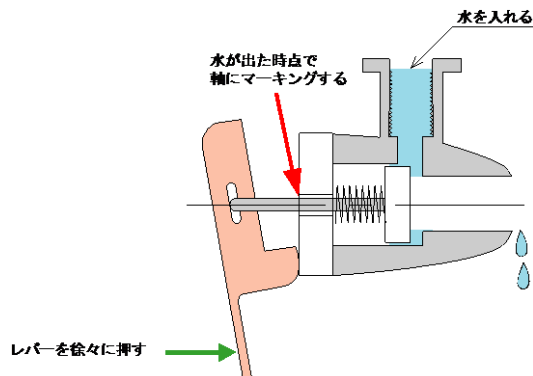 水を入れる
水が出た時点で
軸にマーキングする
レバーを徐々に押す